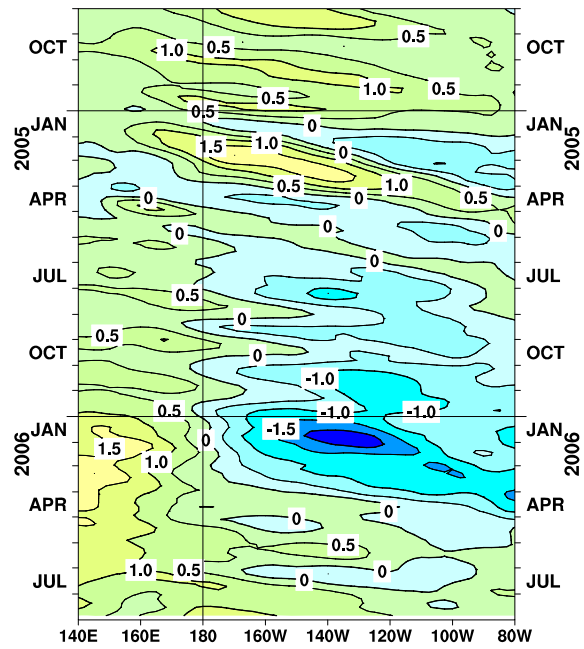 0.5
OCT 1.0 0.5 OCT
1.0 0.5
0.5
0.5
JAN 0 JAN
2005 1.5 1.0 0 2005
0.5 1.0
APR 0 0 0.5 APR
0 0 0
0
JUL JUL
0.5
0
0.5
OCT 0 OCT
-1.0
0.5 -1.0 -1.0
JAN -1.5 JAN
2006 1.5 0 2006
1.0
APR APR
0 0
0.5
JUL 1.0 0.5 0 0 JUL
140E 160E 180 160W 140W 120W 100W 80W